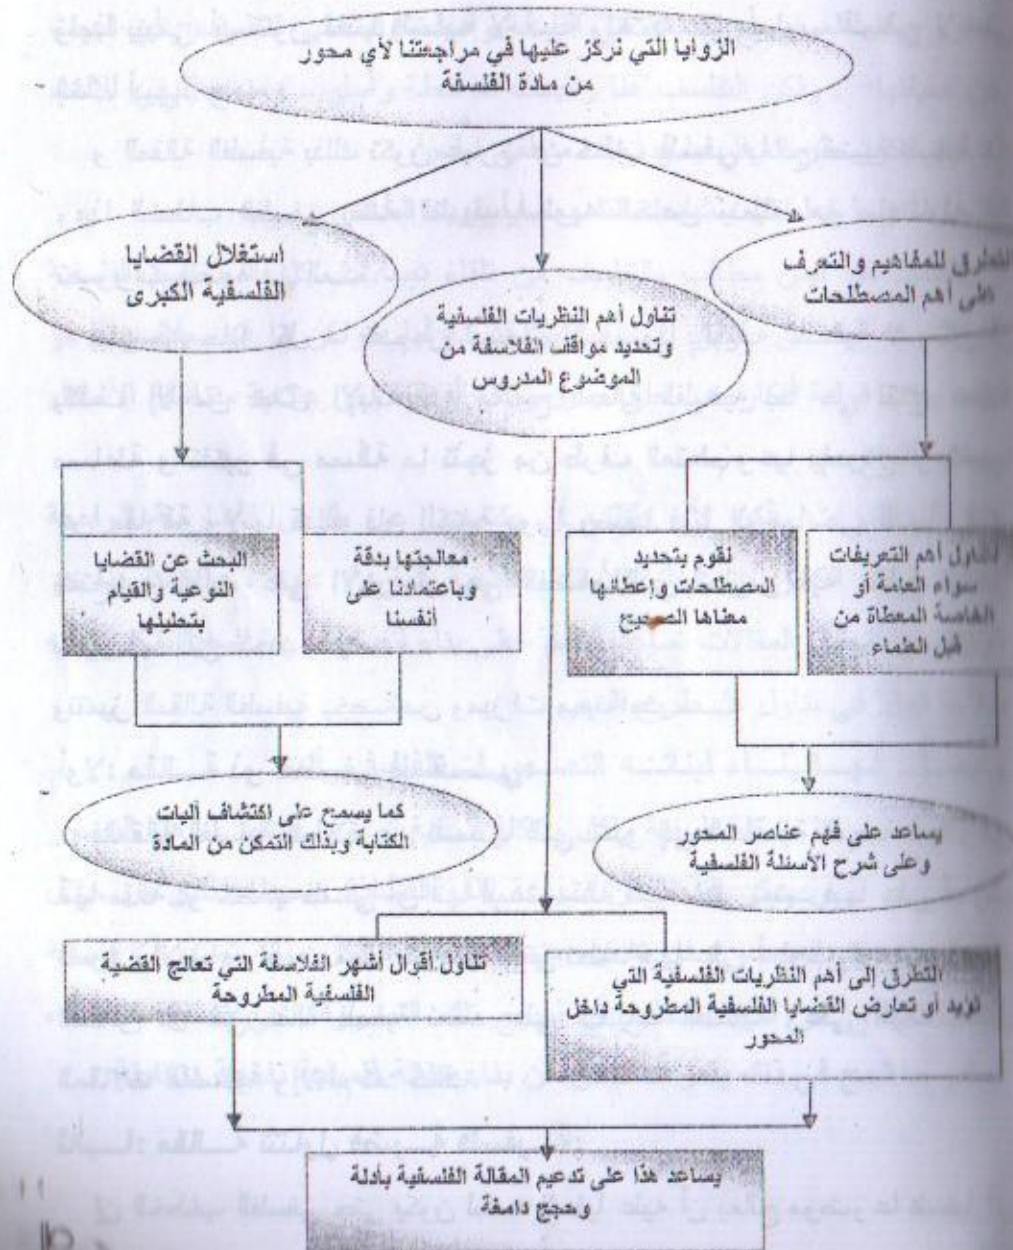 الزوايا التي نركز عليها في مراجعتنا لأي محور
من مادة الفلسفة
التطرق للمفاهيم والتعرف
على أهم المصطلحات
تناول أهم النظريات الفلسفية
وتحديد مواقف الفلاسفة من
الموضوع المدروس
استغلال القضايا
الفلسفية الكبرى
تناول أهم التعريفات
سواء العامة أو
الخاصة المعطاة من
قبل العلماء
نقوم بتحديد
المصطلحات وإعطائها
معناها الصحيح
معالجتها بدقة
وباعتمادنا على
أنفسنا
البحث عن القضايا
النوعية والقيام
بتحليلها
يساعد على فهم عناصر المحور
وعلى شرح الأسئلة الفلسفية
كما يسمح على اكتشاف آليات
الكتابة وبذلك التمكن من المادة
التطرق إلى أهم النظريات الفلسفية التي
تؤيد أو تعارض القضايا الفلسفية المطروحة داخل
المحور
تناول أقوال أشهر الفلاسفة التي تعالج القضية
الفلسفية المطروحة
يساعد هذا على تدعيم المقالة الفلسفية بأدلة
وحجج دامغة